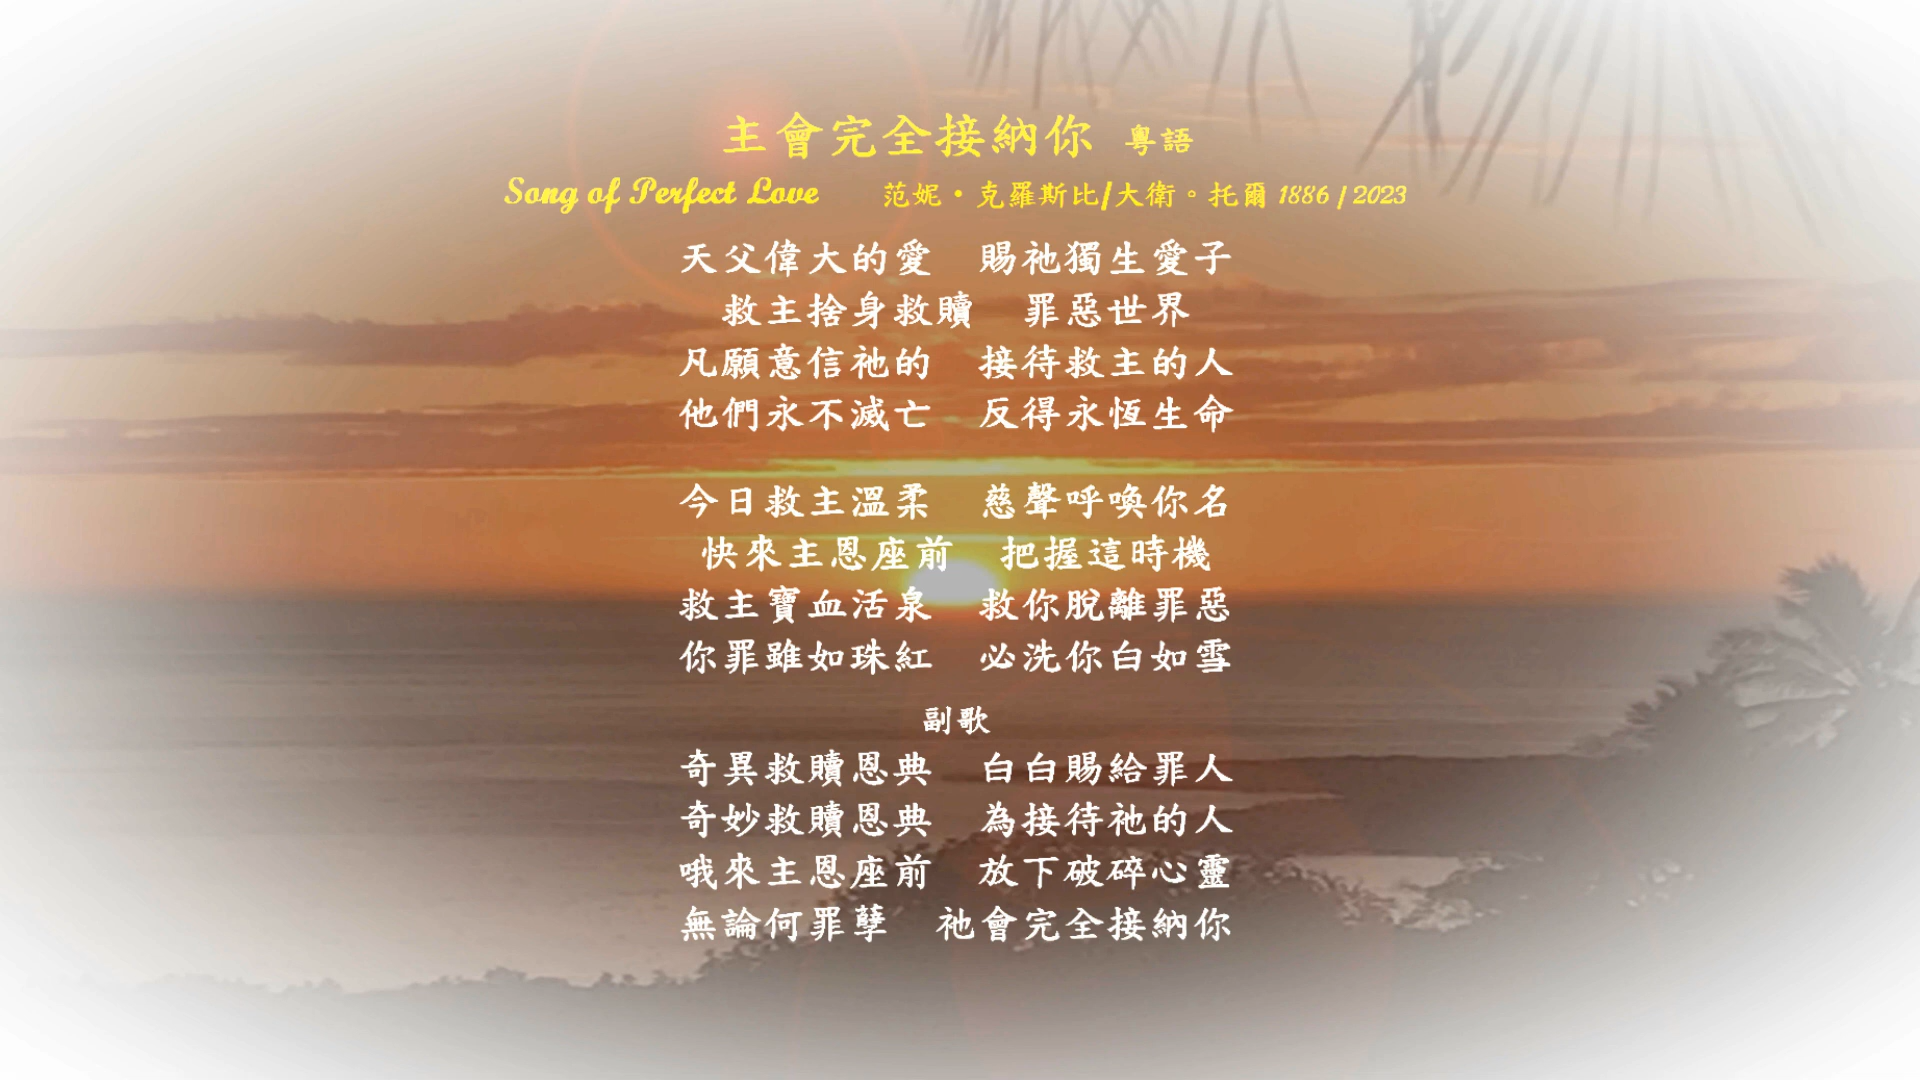 主會完全接納你 粵語
Song of Perfect Love 范妮·克羅斯比/大衛。托爾 1886 / 2023
天父偉大的愛 賜祂獨生愛子
救主捨身救贖 罪惡世界
凡願意信祂的 接待救主的人
他們永不滅亡 反得永恆生命
今日救主溫柔 慈聲呼喚你名
快來主恩座前 把握這時機
救主寶血活泉 救你脫離罪惡
你罪雖如珠紅 必洗你白如雪
副歌
奇異救贖恩典 白白賜給罪人
奇妙救贖恩典 為接待祂的人
哦來主恩座前 放下破碎心靈
無論何罪孽 祂會完全接納你